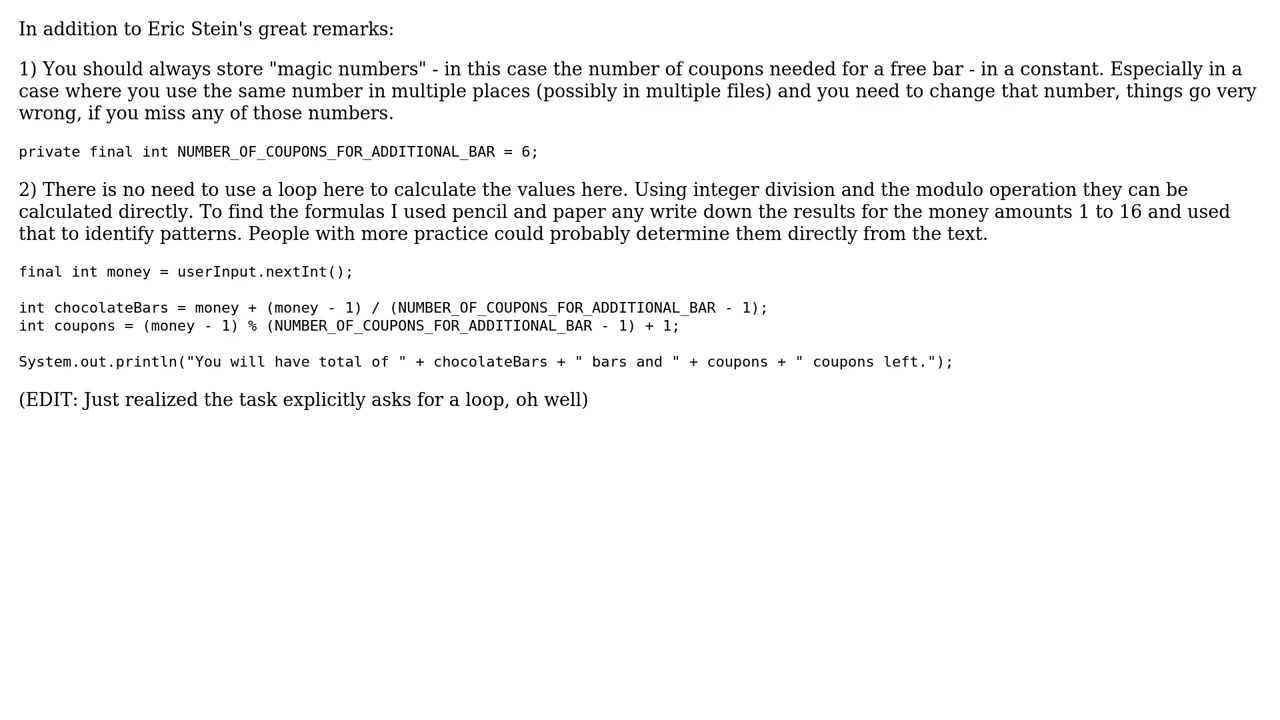 In addition to Eric Stein's great remarks:
1) You should always store "magic numbers" - in this case the number of coupons needed for a free bar - in a constant. Especially in a
case where you use the same number in multiple places (possibly in multiple files) and you need to change that number, things go very
wrong, if you miss any of those numbers.
private final int NUMBER_OF_COUPONS_FOR_ADDITIONAL_BAR = 6;
2) There is no need to use a loop here to calculate the values here. Using integer division and the modulo operation they can be
calculated directly. To find the formulas I used pencil and paper any write down the results for the money amounts 1 to 16 and used
that to identify patterns. People with more practice could probably determine them directly from the text.
final int money = userInput.nextInt();
int chocolateBars = money + (money - 1) / (NUMBER_OF_COUPONS_FOR_ADDITIONAL_BAR - 1);
int coupons = (money - 1) % (NUMBER_OF_COUPONS_FOR_ADDITIONAL_BAR - 1) + 1;
System.out.println("You will have total of " + chocolateBars + " bars and " + coupons + " coupons left.");
(EDIT: Just realized the task explicitly asks for a loop, oh well)